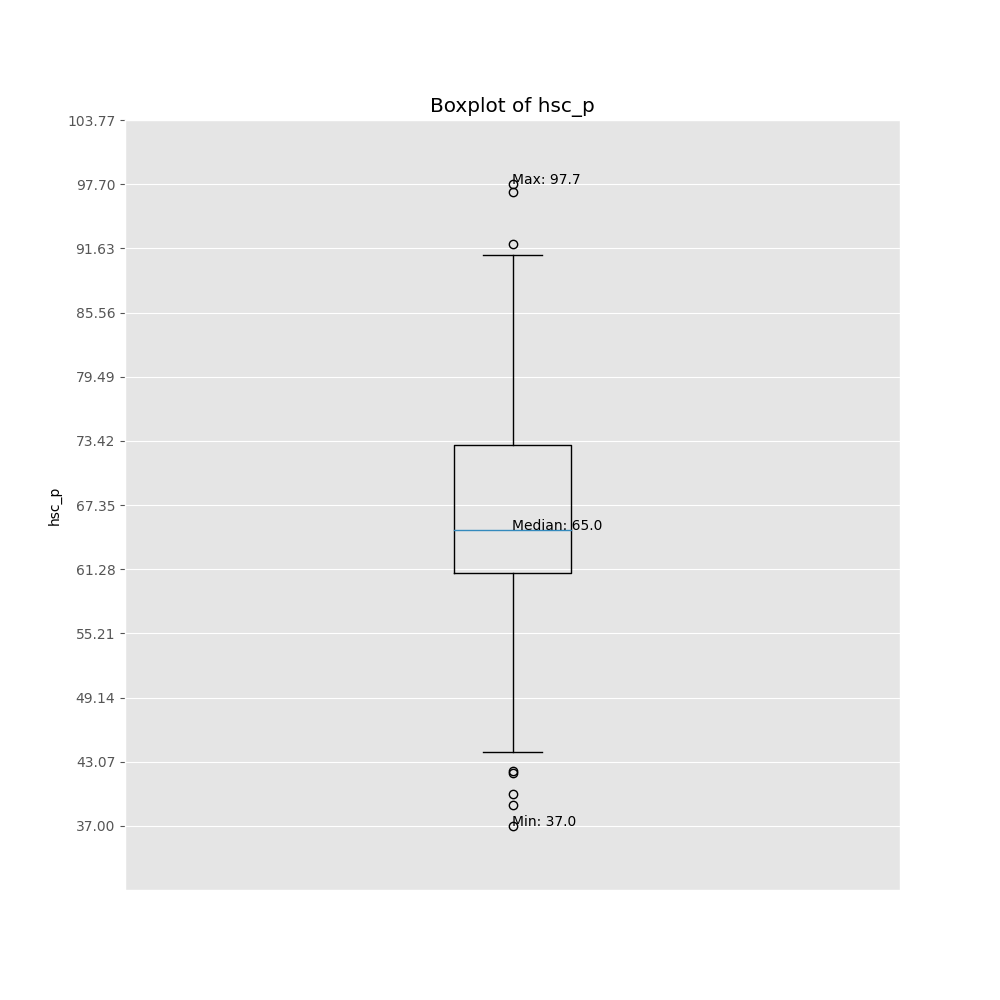 Boxplot of hsc_p
103.77
97.70
91.63
85.56
79.49
73.42
67.35
61.28
55.21
49.14
43.07
37.00
hsc_p
Max: 97.7
Median: 65.0
Min: 37.0